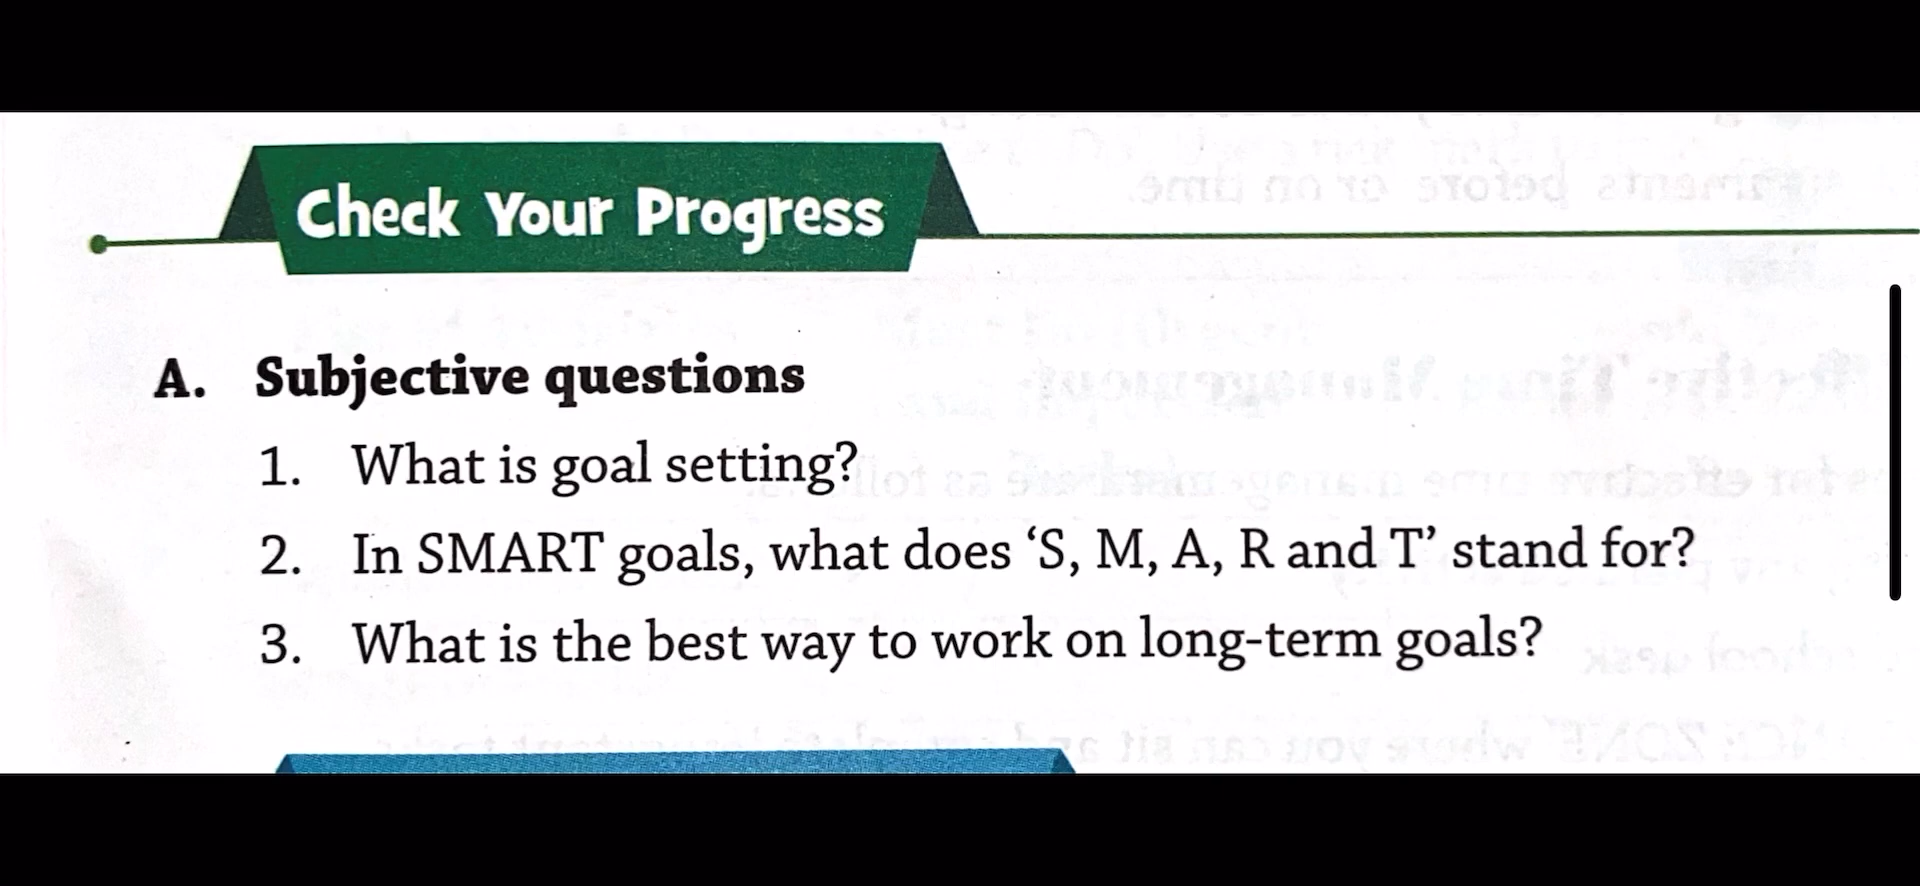 Check Your Progress
A. Subjective questions
1. What is goal setting?
2. In SMART goals, what does ‘S, M, A, R and T’ stand for?
3. What is the best way to work on long-term goals?